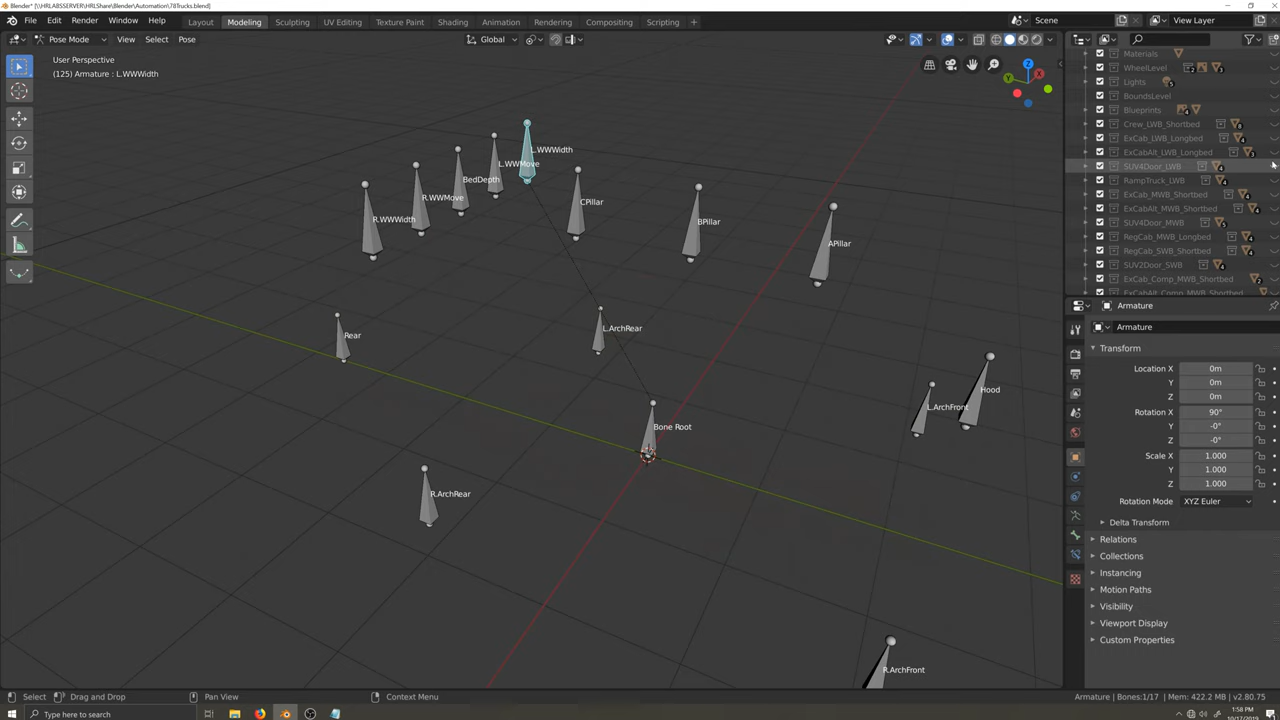 Blender* [\\HRLABSSERVER\HRLShare\Blender\Automation\78Trucks.blend]
File Edit Render Window Help Layout Modeling Sculpting UV Editing Texture Paint Shading Animation Rendering Compositing Scripting + Scene View Layer
Pose Mode View Select Pose Global
User Perspective
(125) Armature : L.WWWidth
L.WWWidth
L.WWMove
BedDepth
R.WWMove
R.WWWidth
CPillar
BPillar
APillar
Rear
L.ArchRear
Bone Root
L.ArchFront
Hood
R.ArchRear
R.ArchFront
Z
X
Y
Materials
WheelLevel
Lights
BoundsLevel
Blueprints
Crew_LWB_Shortbed
ExCab_LWB_Longbed
ExCabAlt_LWB_Longbed
SUV4Door_LWB
RampTruck_LWB
ExCab_MWB_Shortbed
ExCabAlt_MWB_Shortbed
SUV4Door_MWB
RegCab_MWB_Longbed
RegCab_SWB_Shortbed
SUV2Door_SWB
ExCab_Comp_MWB_Shortbed
ExCabAlt_Comp_MWB_Shortbed
Armature
Armature
Transform
Location X 0m
Y 0m
Z 0m
Rotation X 90°
Y -0°
Z -0°
Scale X 1.000
Y 1.000
Z 1.000
Rotation Mode XYZ Euler
Delta Transform
Relations
Collections
Instancing
Motion Paths
Visibility
Viewport Display
Custom Properties
Select Drag and Drop Pan View Context Menu Armature | Bones:1/17 | Mem: 422.2 MB | v2.80.75
Type here to search
1:58 PM
10/17/2019